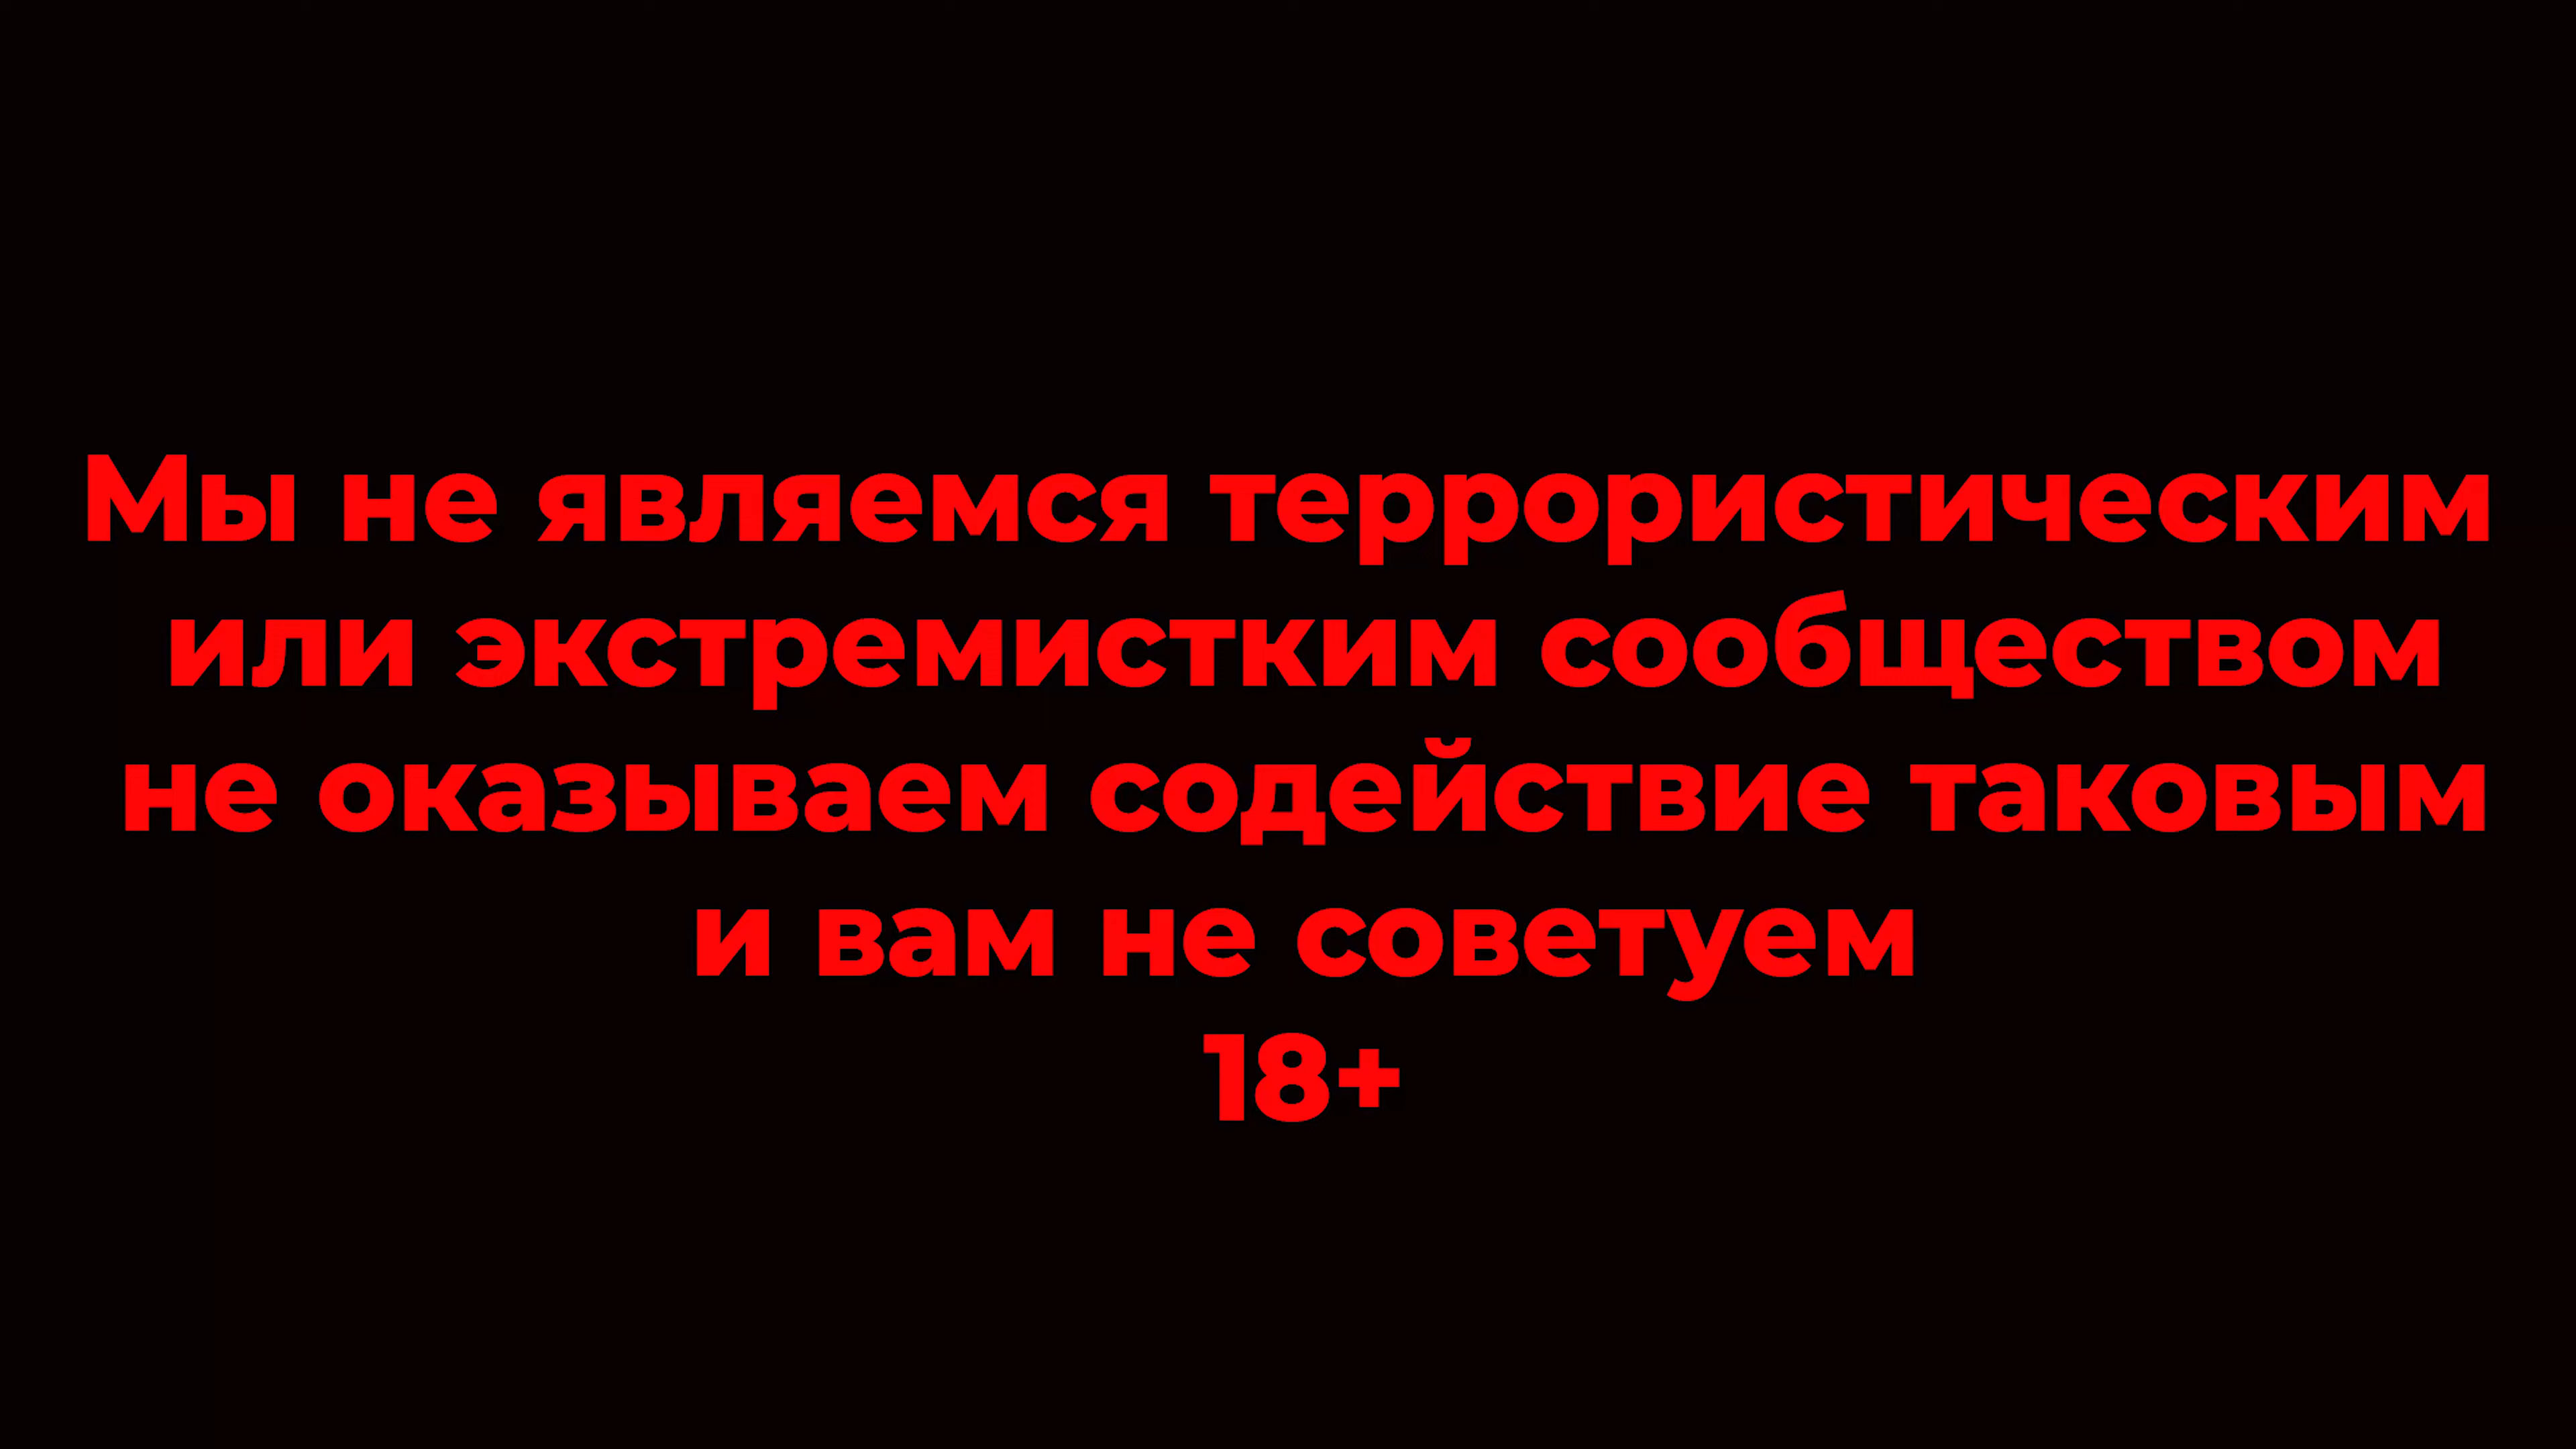 Мы не являемся террористическим
или экстремистким сообществом
не оказываем содействие таковым
и вам не советуем
18+